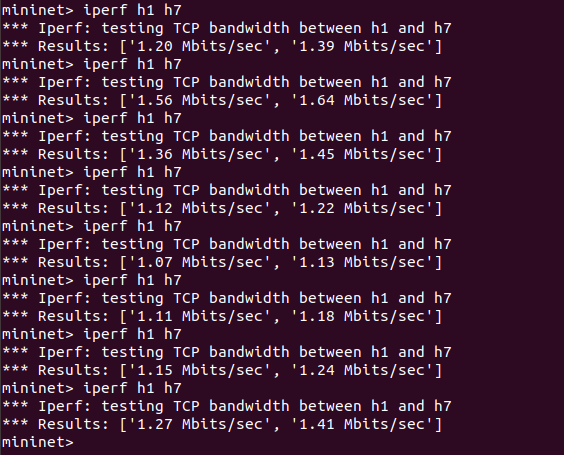 mininet> iperf h1 h7
*** Iperf: testing TCP bandwidth between h1 and h7
*** Results: ['1.20 Mbits/sec', '1.39 Mbits/sec']
mininet> iperf h1 h7
*** Iperf: testing TCP bandwidth between h1 and h7
*** Results: ['1.56 Mbits/sec', '1.64 Mbits/sec']
mininet> iperf h1 h7
*** Iperf: testing TCP bandwidth between h1 and h7
*** Results: ['1.36 Mbits/sec', '1.45 Mbits/sec']
mininet> iperf h1 h7
*** Iperf: testing TCP bandwidth between h1 and h7
*** Results: ['1.12 Mbits/sec', '1.22 Mbits/sec']
mininet> iperf h1 h7
*** Iperf: testing TCP bandwidth between h1 and h7
*** Results: ['1.07 Mbits/sec', '1.13 Mbits/sec']
mininet> iperf h1 h7
*** Iperf: testing TCP bandwidth between h1 and h7
*** Results: ['1.11 Mbits/sec', '1.18 Mbits/sec']
mininet> iperf h1 h7
*** Iperf: testing TCP bandwidth between h1 and h7
*** Results: ['1.15 Mbits/sec', '1.24 Mbits/sec']
mininet> iperf h1 h7
*** Iperf: testing TCP bandwidth between h1 and h7
*** Results: ['1.27 Mbits/sec', '1.41 Mbits/sec']
mininet>